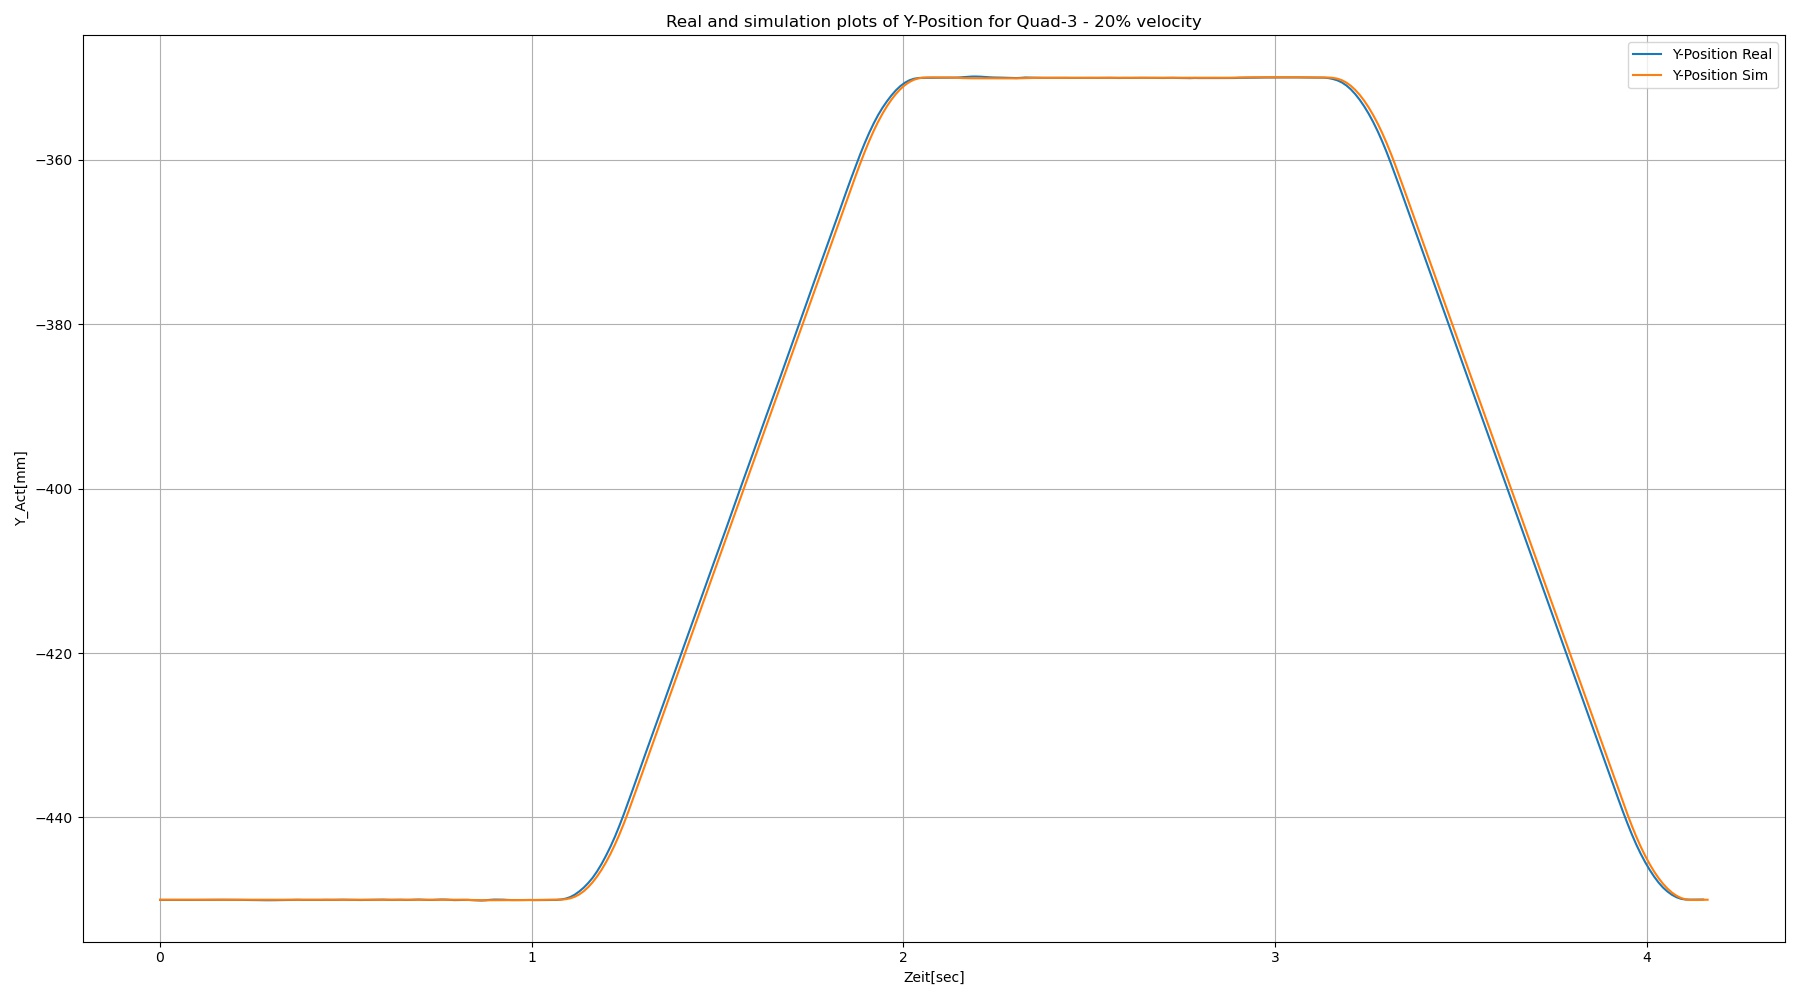 Real and simulation plots of Y-Position for Quad-3 - 20% velocity
Y-Position Real
Y-Position Sim
−360
−380
−400
−420
−440
Y_Act[mm]
0 1 2 3 4
Zeit[sec]